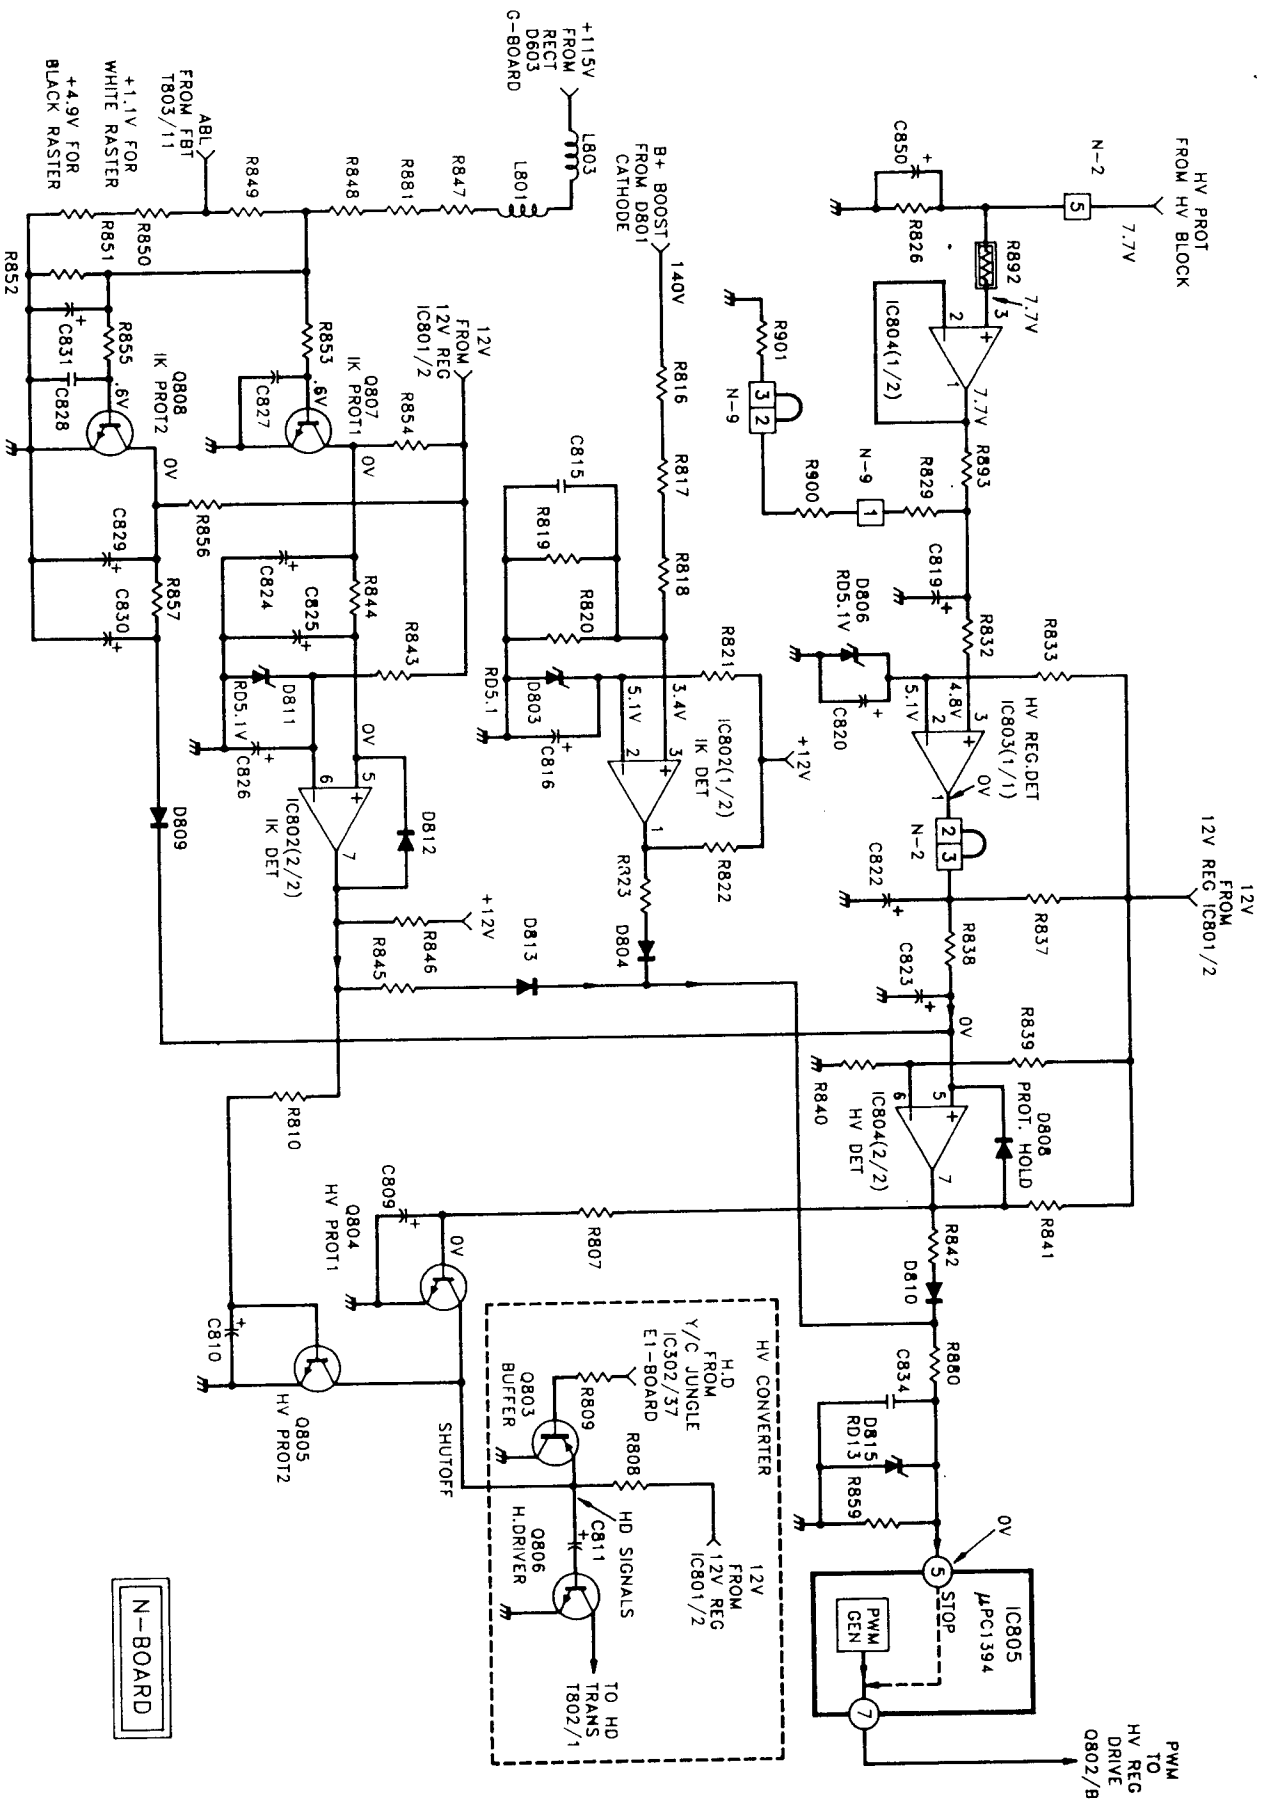 HV PROT
FROM HV BLOCK
7.7V
N-2
5
C850
+
R826
R892
7.7V
3
+
2
IC804(1/2)
1
7.7V
R893
R901
3 2
N-9
R900
N-9
1
R829
C819
+
R832
R833
D806
RD5.1V
C820
+
5.1V
4.8V
2
3
+
HV REG.DET
IC803(1/1)
1
0V
2 3
N-2
12V
FROM
12V REG IC801/2
C822
+
R837
R838
C823
+
0V
R839
R840
6
5
+
IC804(2/2)
HV DET
7
D808
PROT. HOLD
R841
R842
D810
R880
C834
D815
RD13
R859
0V
5
STOP
IC805
µPC1394
PWM
GEN
7
PWM
TO
HV REG
DRIVE
Q802/B
B+ BOOST
FROM D801
CATHODE
140V
R816
R817
R818
C815
R819
R820
RD5.1
D803
C816
+
R821
3.4V
5.1V
3
+
2
IC802(1/2)
IK DET
1
+12V
R822
R823
D804
+115V
FROM
RECT
D603
G-BOARD
L803
L801
R847
R881
R848
R849
ABL
FROM FBT
T803/11
+1.1V FOR
WHITE RASTER
+4.9V FOR
BLACK RASTER
R850
R851
R852
C831
+
R855
C828
.6V
Q808
IK PROT2
0V
R853
C827
.6V
Q807
IK PROT1
0V
R854
12V
FROM
12V REG
IC801/2
R856
C829
+
R857
C830
+
D809
C824
+
R844
C825
+
R843
D811
RD5.1V
C826
+
0V
5
+
6
IC802(2/2)
IK DET
7
D812
+12V
R846
R845
D813
R810
C810
+
Q805
HV PROT2
R807
C809
+
0V
Q804
HV PROT1
SHUTOFF
HV CONVERTER
H.D
FROM
Y/C JUNGLE
IC302/37
E1-BOARD
R809
Q803
BUFFER
R808
12V
FROM
12V REG
IC801/2
HD SIGNALS
C811
+
Q806
H.DRIVER
TO HD
TRANS
T802/1
N-BOARD